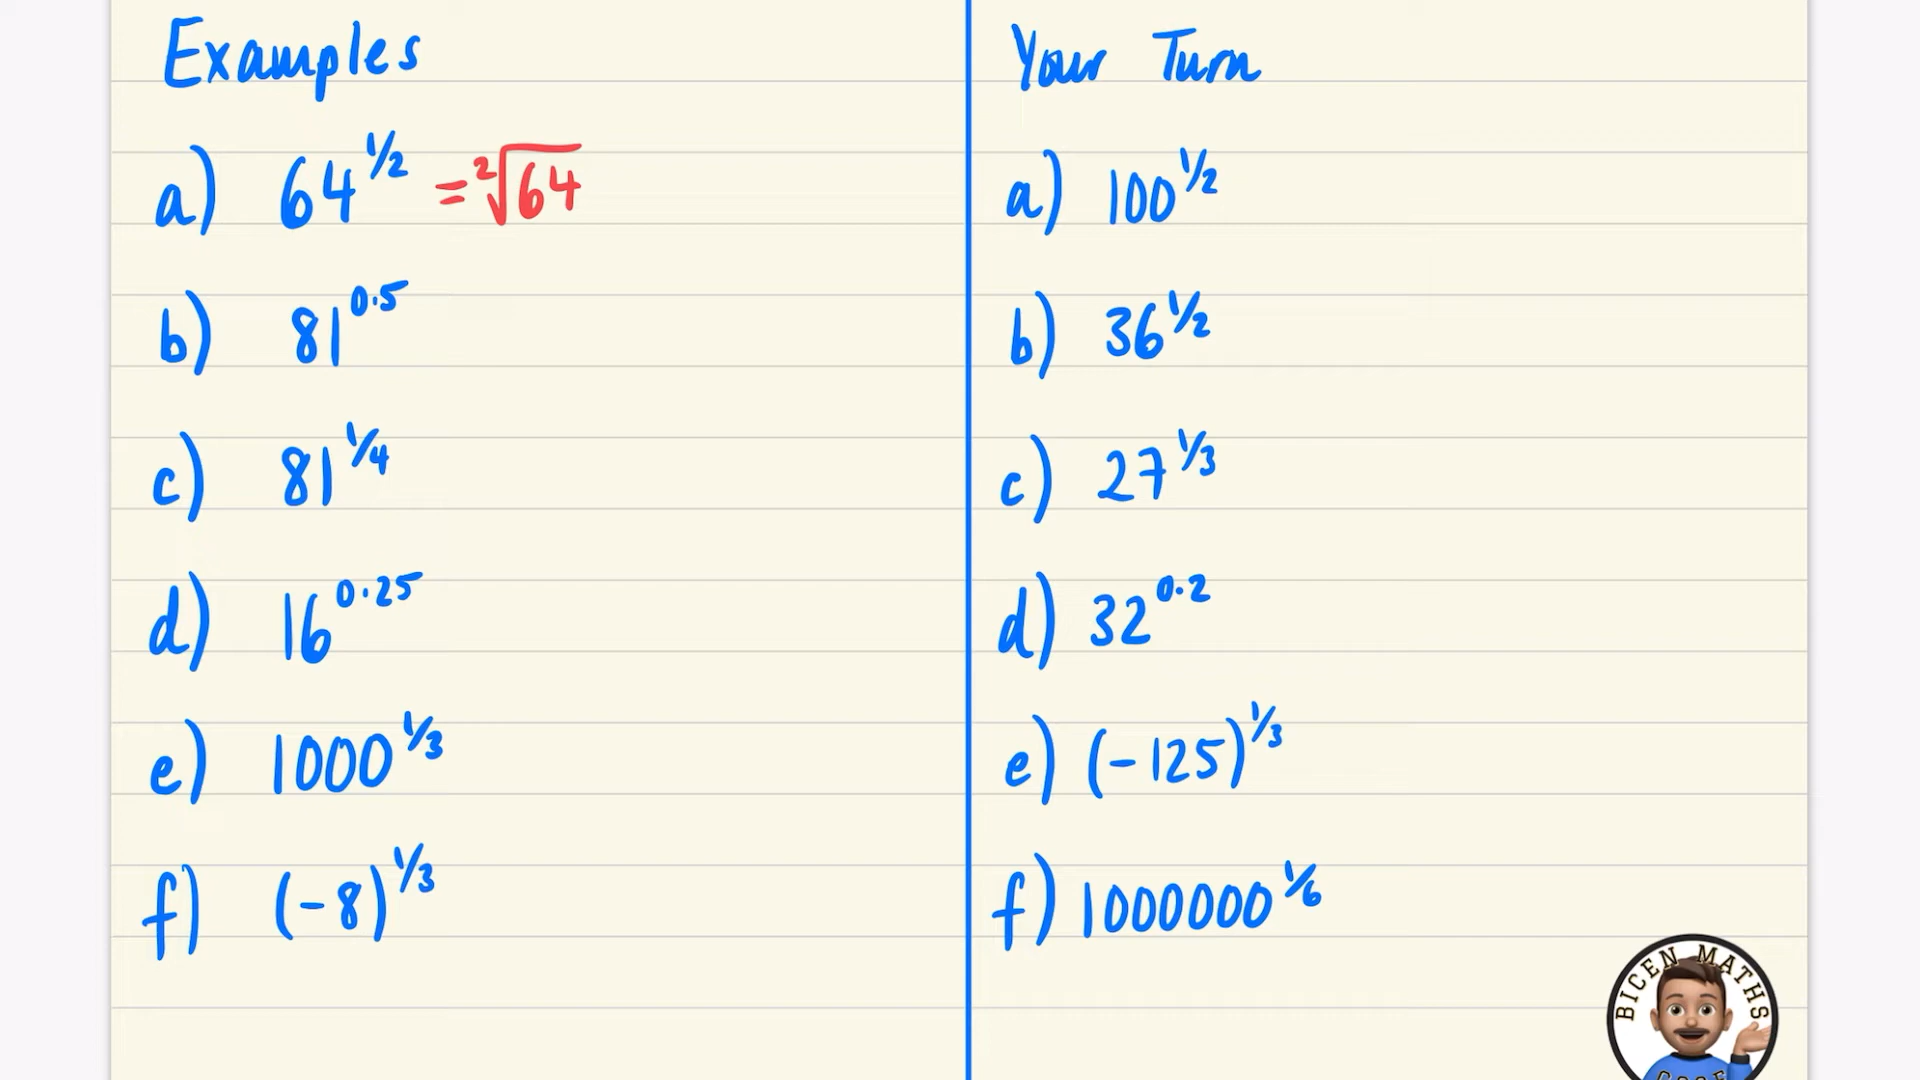 Examples
a) 64^1/2 = ²√64
b) 81^0.5
c) 81^1/4
d) 16^0.25
e) 1000^1/3
f) (-8)^1/3
Your Turn
a) 100^1/2
b) 36^1/2
c) 27^1/3
d) 32^0.2
e) (-125)^1/3
f) 1000000^1/6
BICEN MATHS
GCSE